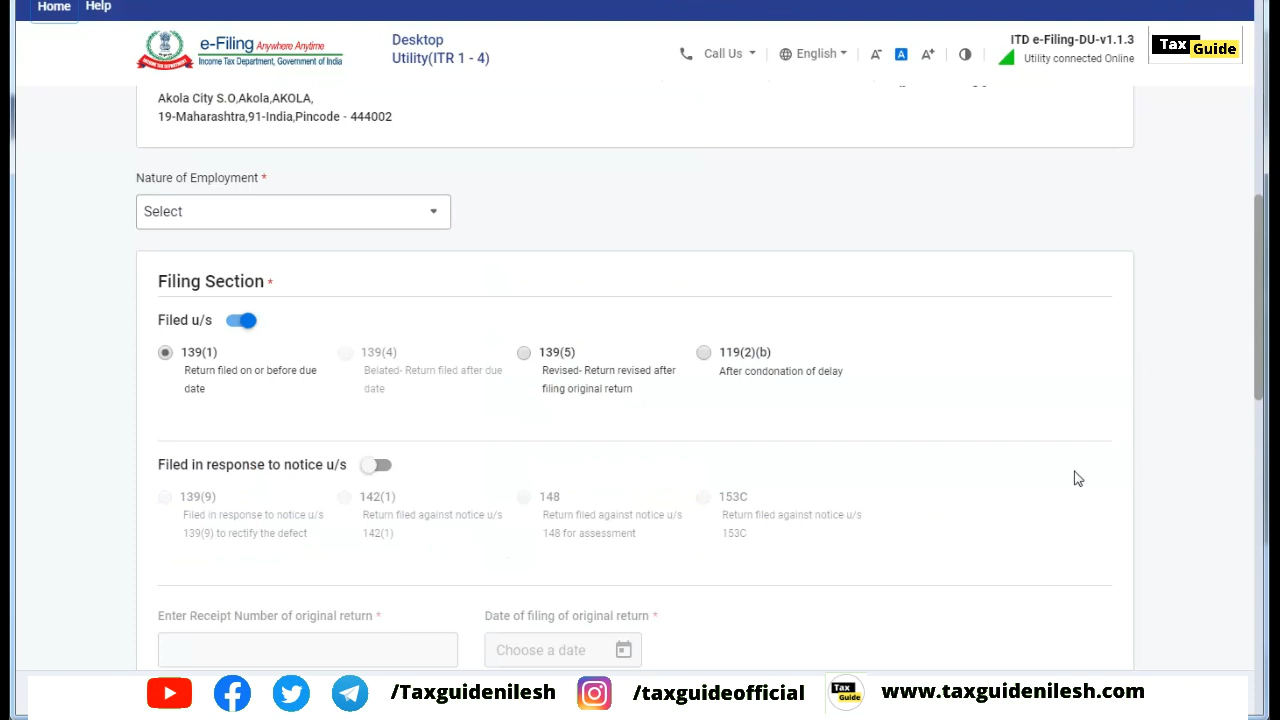 Home Help
e-Filing Anywhere Anytime
Income Tax Department, Government of India
Desktop
Utility(ITR 1 - 4)
Call Us
English
A-
A
A+
ITD e-Filing-DU-v1.1.3
Utility connected Online
Tax Guide
Akola City S.O,Akola,AKOLA,
19-Maharashtra,91-India,Pincode - 444002
Nature of Employment *
Select
Filing Section *
Filed u/s
139(1)
Return filed on or before due
date
139(4)
Belated- Return filed after due
date
139(5)
Revised- Return revised after
filing original return
119(2)(b)
After condonation of delay
Filed in response to notice u/s
139(9)
Filed in response to notice u/s
139(9) to rectify the defect
142(1)
Return filed against notice u/s
142(1)
148
Return filed against notice u/s
148 for assessment
153C
Return filed against notice u/s
153C
Enter Receipt Number of original return *
Date of filing of original return *
Choose a date
/Taxguidenilesh
/taxguideofficial
Tax Guide
www.taxguidenilesh.com